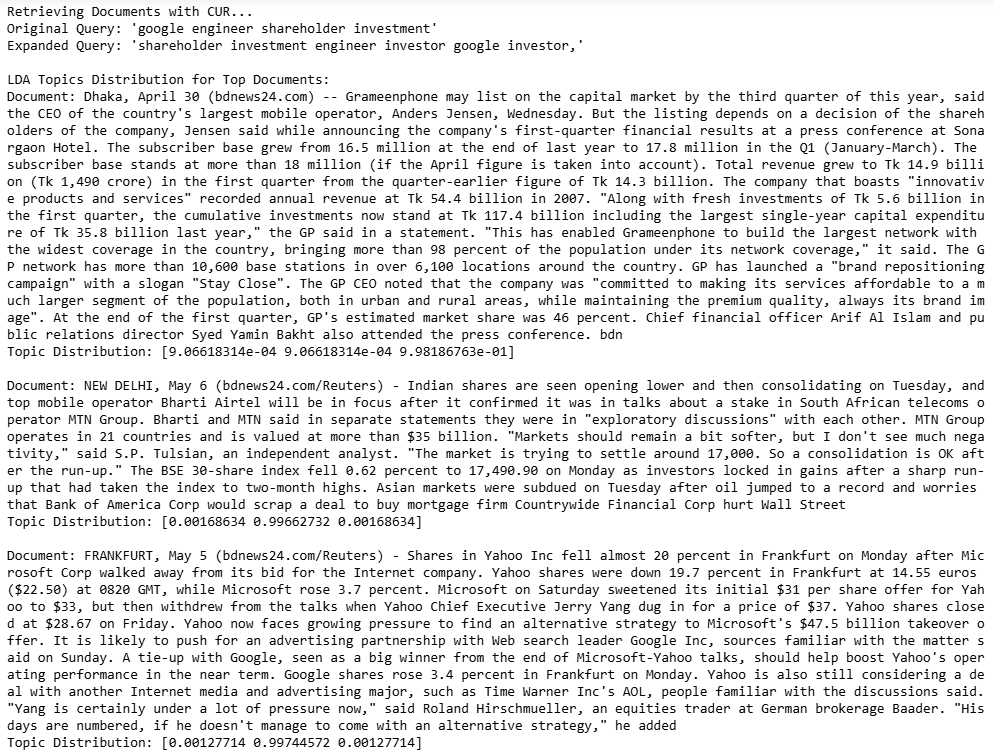 Retrieving Documents with CUR...
Original Query: 'google engineer shareholder investment'
Expanded Query: 'shareholder investment engineer investor google investor,'
LDA Topics Distribution for Top Documents:
Document: Dhaka, April 30 (bdnews24.com) -- Grameenphone may list on the capital market by the third quarter of this year, said
the CEO of the country's largest mobile operator, Anders Jensen, Wednesday. But the listing depends on a decision of the shareh
olders of the company, Jensen said while announcing the company's first-quarter financial results at a press conference at Sona
rgaon Hotel. The subscriber base grew from 16.5 million at the end of last year to 17.8 million in the Q1 (January-March). The
subscriber base stands at more than 18 million (if the April figure is taken into account). Total revenue grew to Tk 14.9 billi
on (Tk 1,490 crore) in the first quarter from the quarter-earlier figure of Tk 14.3 billion. The company that boasts "innovativ
e products and services" recorded annual revenue at Tk 54.4 billion in 2007. "Along with fresh investments of Tk 5.6 billion in
the first quarter, the cumulative investments now stand at Tk 117.4 billion including the largest single-year capital expenditu
re of Tk 35.8 billion last year," the GP said in a statement. "This has enabled Grameenphone to build the largest network with
the widest coverage in the country, bringing more than 98 percent of the population under its network coverage," it said. The G
P network has more than 10,600 base stations in over 6,100 locations around the country. GP has launched a "brand repositioning
campaign" with a slogan "Stay Close". The GP CEO noted that the company was "committed to making its services affordable to a m
uch larger segment of the population, both in urban and rural areas, while maintaining the premium quality, always its brand im
age". At the end of the first quarter, GP's estimated market share was 46 percent. Chief financial officer Arif Al Islam and pu
blic relations director Syed Yamin Bakht also attended the press conference. bdn
Topic Distribution: [9.06618314e-04 9.06618314e-04 9.98186763e-01]
Document: NEW DELHI, May 6 (bdnews24.com/Reuters) - Indian shares are seen opening lower and then consolidating on Tuesday, and
top mobile operator Bharti Airtel will be in focus after it confirmed it was in talks about a stake in South African telecoms o
perator MTN Group. Bharti and MTN said in separate statements they were in "exploratory discussions" with each other. MTN Group
operates in 21 countries and is valued at more than $35 billion. "Markets should remain a bit softer, but I don't see much nega
tivity," said S.P. Tulsian, an independent analyst. "The market is trying to settle around 17,000. So a consolidation is OK aft
er the run-up." The BSE 30-share index fell 0.62 percent to 17,490.90 on Monday as investors locked in gains after a sharp run-
up that had taken the index to two-month highs. Asian markets were subdued on Tuesday after oil jumped to a record and worries
that Bank of America Corp would scrap a deal to buy mortgage firm Countrywide Financial Corp hurt Wall Street
Topic Distribution: [0.00168634 0.99662732 0.00168634]
Document: FRANKFURT, May 5 (bdnews24.com/Reuters) - Shares in Yahoo Inc fell almost 20 percent in Frankfurt on Monday after Mic
rosoft Corp walked away from its bid for the Internet company. Yahoo shares were down 19.7 percent in Frankfurt at 14.55 euros
($22.50) at 0820 GMT, while Microsoft rose 3.7 percent. Microsoft on Saturday sweetened its initial $31 per share offer for Yah
oo to $33, but then withdrew from the talks when Yahoo Chief Executive Jerry Yang dug in for a price of $37. Yahoo shares close
d at $28.67 on Friday. Yahoo now faces growing pressure to find an alternative strategy to Microsoft's $47.5 billion takeover o
ffer. It is likely to push for an advertising partnership with Web search leader Google Inc, sources familiar with the matter s
aid on Sunday. A tie-up with Google, seen as a big winner from the end of Microsoft-Yahoo talks, should help boost Yahoo's oper
ating performance in the near term. Google shares rose 3.4 percent in Frankfurt on Monday. Yahoo is also still considering a de
al with another Internet media and advertising major, such as Time Warner Inc's AOL, people familiar with the discussions said.
"Yang is certainly under a lot of pressure now," said Roland Hirschmueller, an equities trader at German brokerage Baader. "His
days are numbered, if he doesn't manage to come with an alternative strategy," he added
Topic Distribution: [0.00127714 0.99744572 0.00127714]